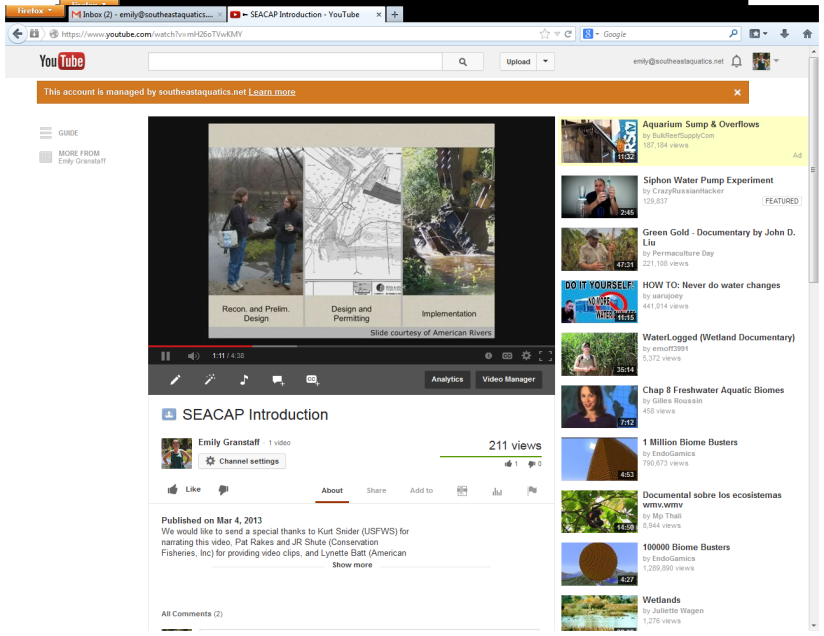 Firefox
Firefox
Inbox (2) - emily@southeastaquatics....
SEACAP Introduction - YouTube
https://www.youtube.com/watch?v=mH26oTVwKMY
Google
YouTube
Upload
emily@southeastaquatics.net
This account is managed by southeastaquatics.net Learn more
GUIDE
MORE FROM
Emily Granstaff
Recon. and Prelim.
Design
Design and
Permitting
Implementation
Slide courtesy of American Rivers
1:11 / 4:38
Analytics
Video Manager
SEACAP Introduction
Emily Granstaff · 1 video
Channel settings
211 views
1
0
Like
About
Share
Add to
Published on Mar 4, 2013
We would like to send a special thanks to Kurt Snider (USFWS) for
narrating this video, Pat Rakes and JR Shute (Conservation
Fisheries, Inc) for providing video clips, and Lynette Batt (American
Show more
All Comments (2)
11:32
Aquarium Sump & Overflows
by BulkReefSupplyCom
187,184 views
Ad
2:45
Siphon Water Pump Experiment
by CrazyRussianHacker
129,837
FEATURED
47:31
Green Gold - Documentary by John D.
Liu
by Permaculture Day
221,108 views
DO IT YOURSELF!
NO MORE
WATER
11:15
HOW TO: Never do water changes
by uarujoey
441,014 views
35:14
WaterLogged (Wetland Documentary)
by emoff3991
5,372 views
7:12
Chap 8 Freshwater Aquatic Biomes
by Gilles Roussin
458 views
4:53
1 Million Biome Busters
by EndoGamics
790,673 views
14:50
Documental sobre los ecosistemas
wmv.wmv
by Mp Thali
8,944 views
4:27
100000 Biome Busters
by EndoGamics
1,289,890 views
Wetlands
by Juliette Wagen
1,276 views